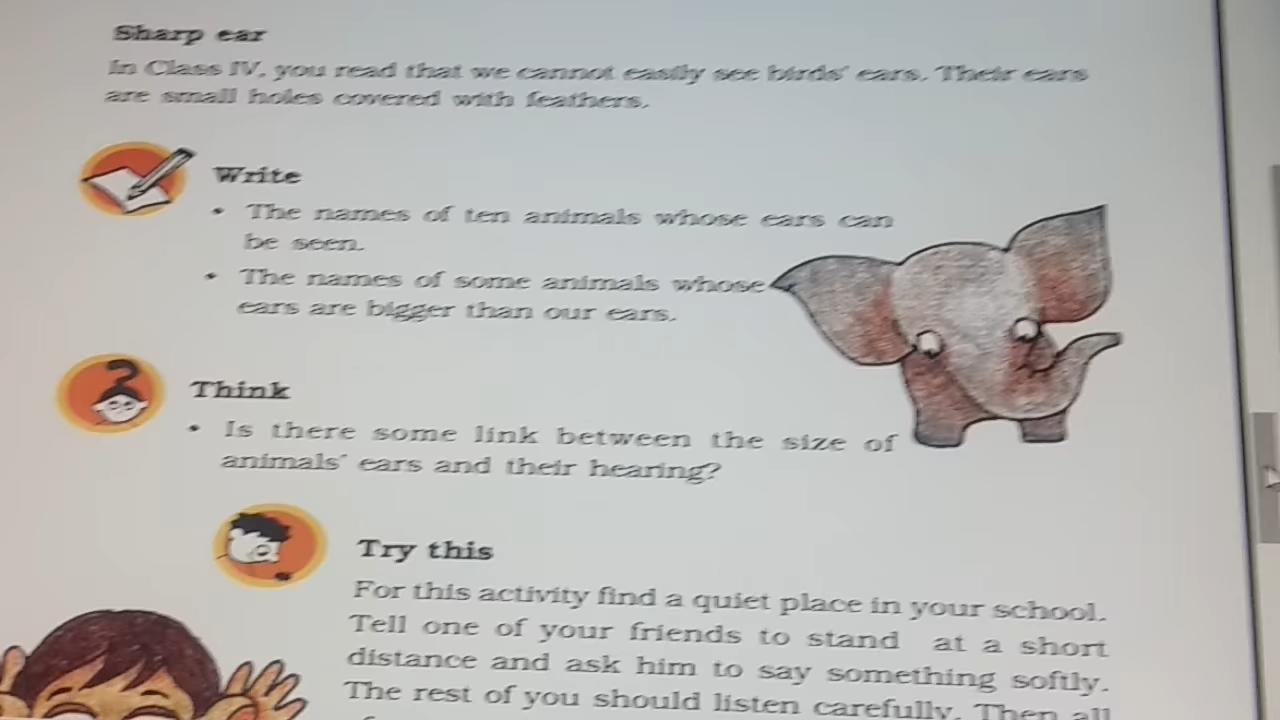 Sharp ear
In Class IV, you read that we cannot easily see birds' ears. Their ears
are small holes covered with feathers.
Write
• The names of ten animals whose ears can
be seen.
• The names of some animals whose
ears are bigger than our ears.
Think
• Is there some link between the size of
animals' ears and their hearing?
Try this
For this activity find a quiet place in your school.
Tell one of your friends to stand at a short
distance and ask him to say something softly.
The rest of you should listen carefully. Then all